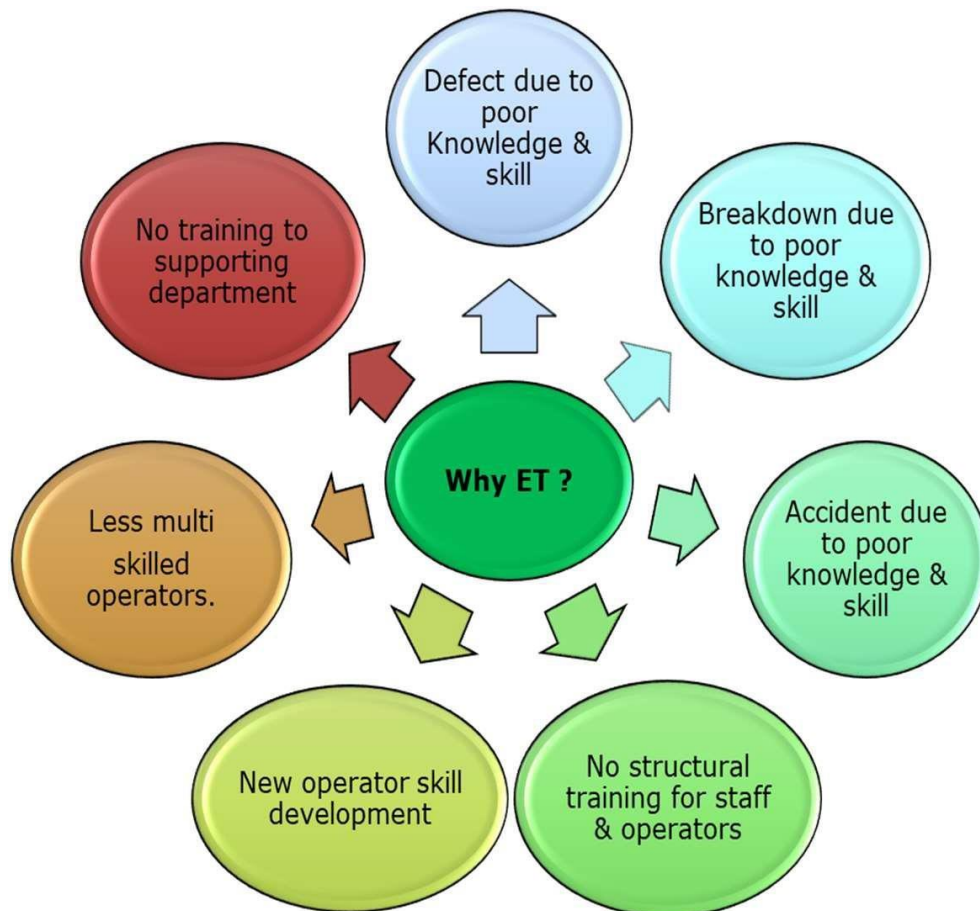 Defect due to
poor
Knowledge &
skill
Breakdown due
to poor
knowledge &
skill
Accident due
to poor
knowledge &
skill
No structural
training for staff
& operators
New operator skill
development
Less multi
skilled
operators.
No training to
supporting
department
Why ET ?